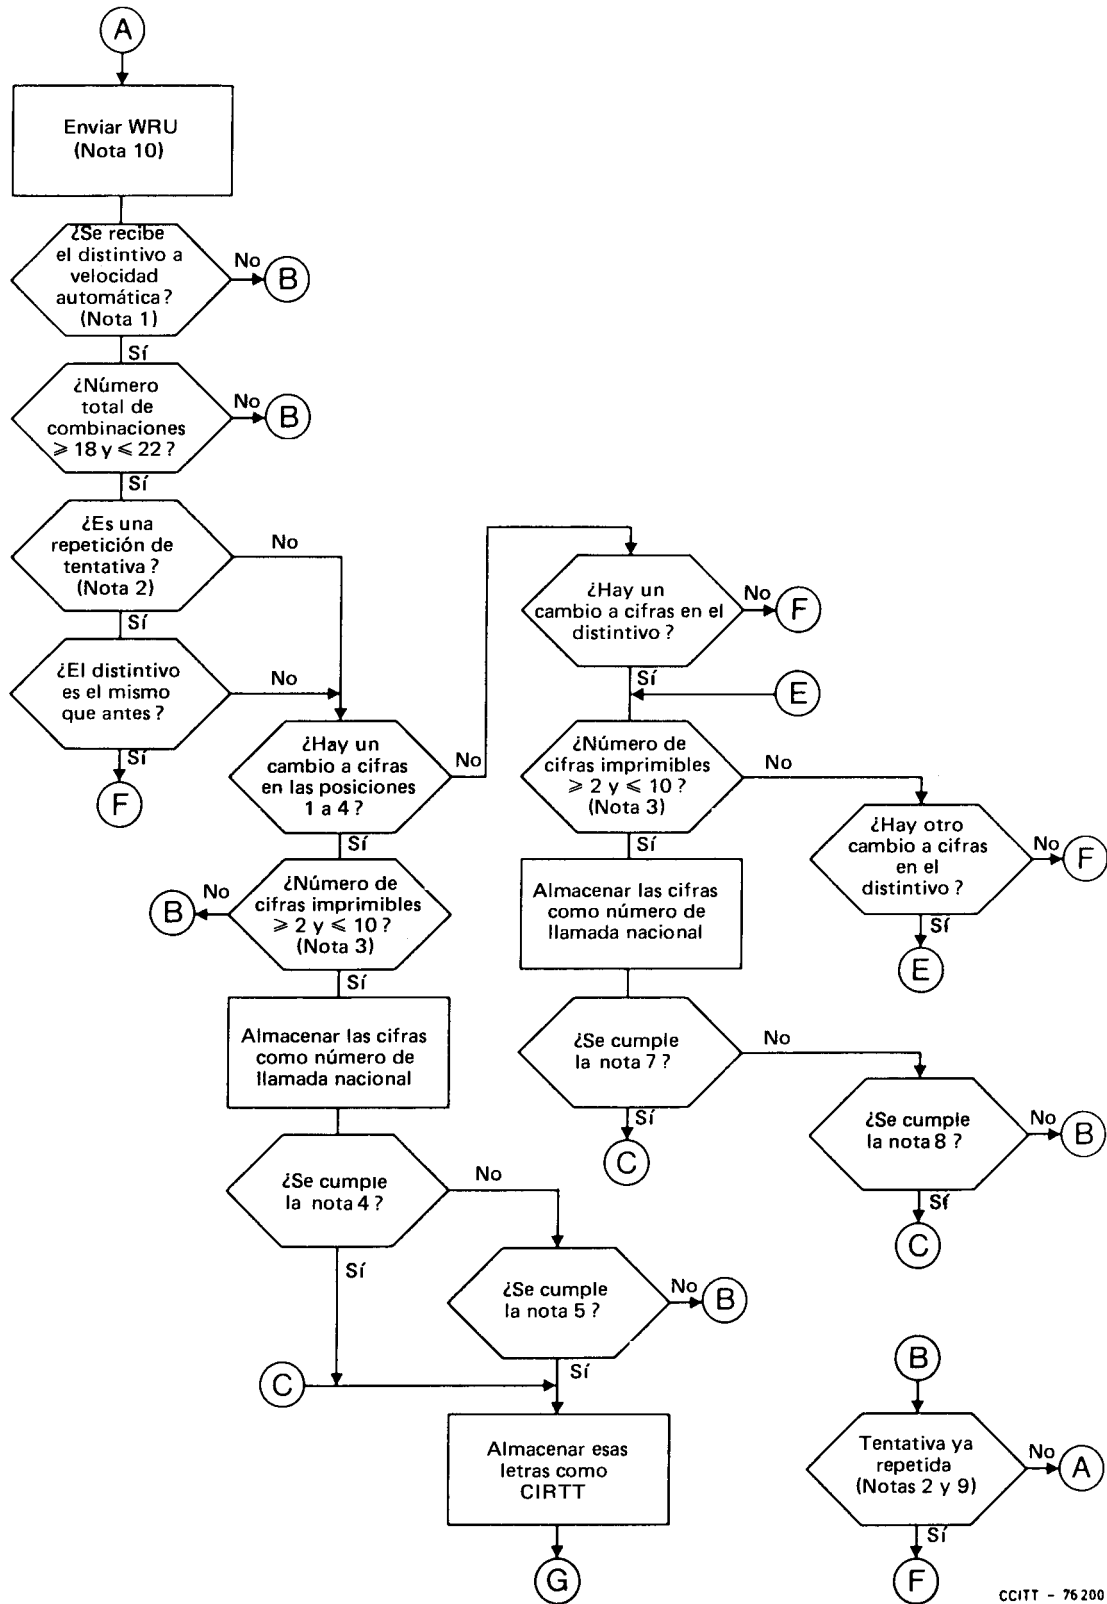 A
Enviar WRU
(Nota 10)
¿Se recibe
el distintivo a
velocidad
automática?
(Nota 1)
No
B
Sí
¿Número
total de
combinaciones
≥ 18 y ≤ 22?
No
B
Sí
¿Es una
repetición de
tentativa?
(Nota 2)
No
Sí
¿El distintivo
es el mismo
que antes?
No
Sí
F
¿Hay un
cambio a cifras
en las posiciones
1 a 4?
No
Sí
¿Número de
cifras imprimibles
≥ 2 y ≤ 10?
(Nota 3)
No
B
Sí
Almacenar las cifras
como número de
llamada nacional
¿Se cumple
la nota 4?
No
Sí
¿Se cumple
la nota 5?
No
B
Sí
C
Almacenar esas
letras como
CIRTT
G
¿Hay un
cambio a cifras en el
distintivo?
No
F
Sí
E
¿Número de
cifras imprimibles
≥ 2 y ≤ 10?
(Nota 3)
No
Sí
¿Hay otro
cambio a cifras
en el
distintivo?
No
F
Sí
E
Almacenar las cifras
como número de
llamada nacional
¿Se cumple
la nota 7?
No
Sí
C
¿Se cumple
la nota 8?
No
B
Sí
C
B
Tentativa ya
repetida
(Notas 2 y 9)
No
A
Sí
F
CCITT - 76 200